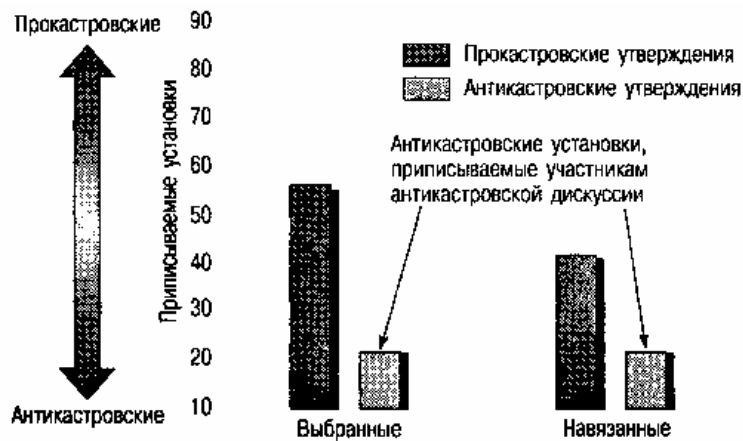 Прокастровские
90
80
70
60
50
40
30
20
10
Приписываемые установки
Антикастровские
Прокастровские утверждения
Антикастровские утверждения
Антикастровские установки,
приписываемые участникам
антикастровской дискуссии
Выбранные
Навязанные